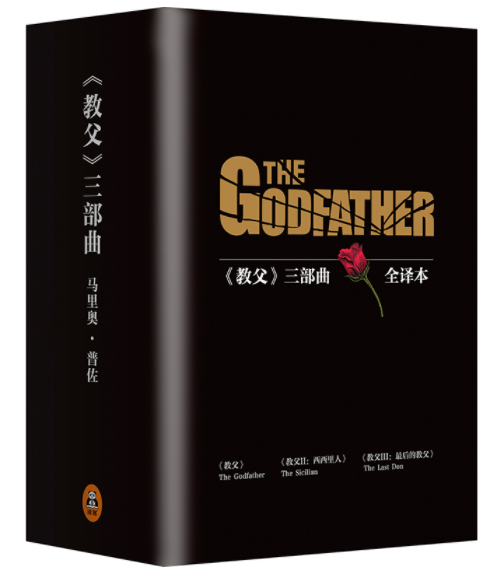 《教父》三部曲
马里奥·普佐
读客
THE
GODFATHER
《教父》三部曲 全译本
《教父》 《教父II:西西里人》 《教父III:最后的教父》
The Godfather The Sicilian The Last Don